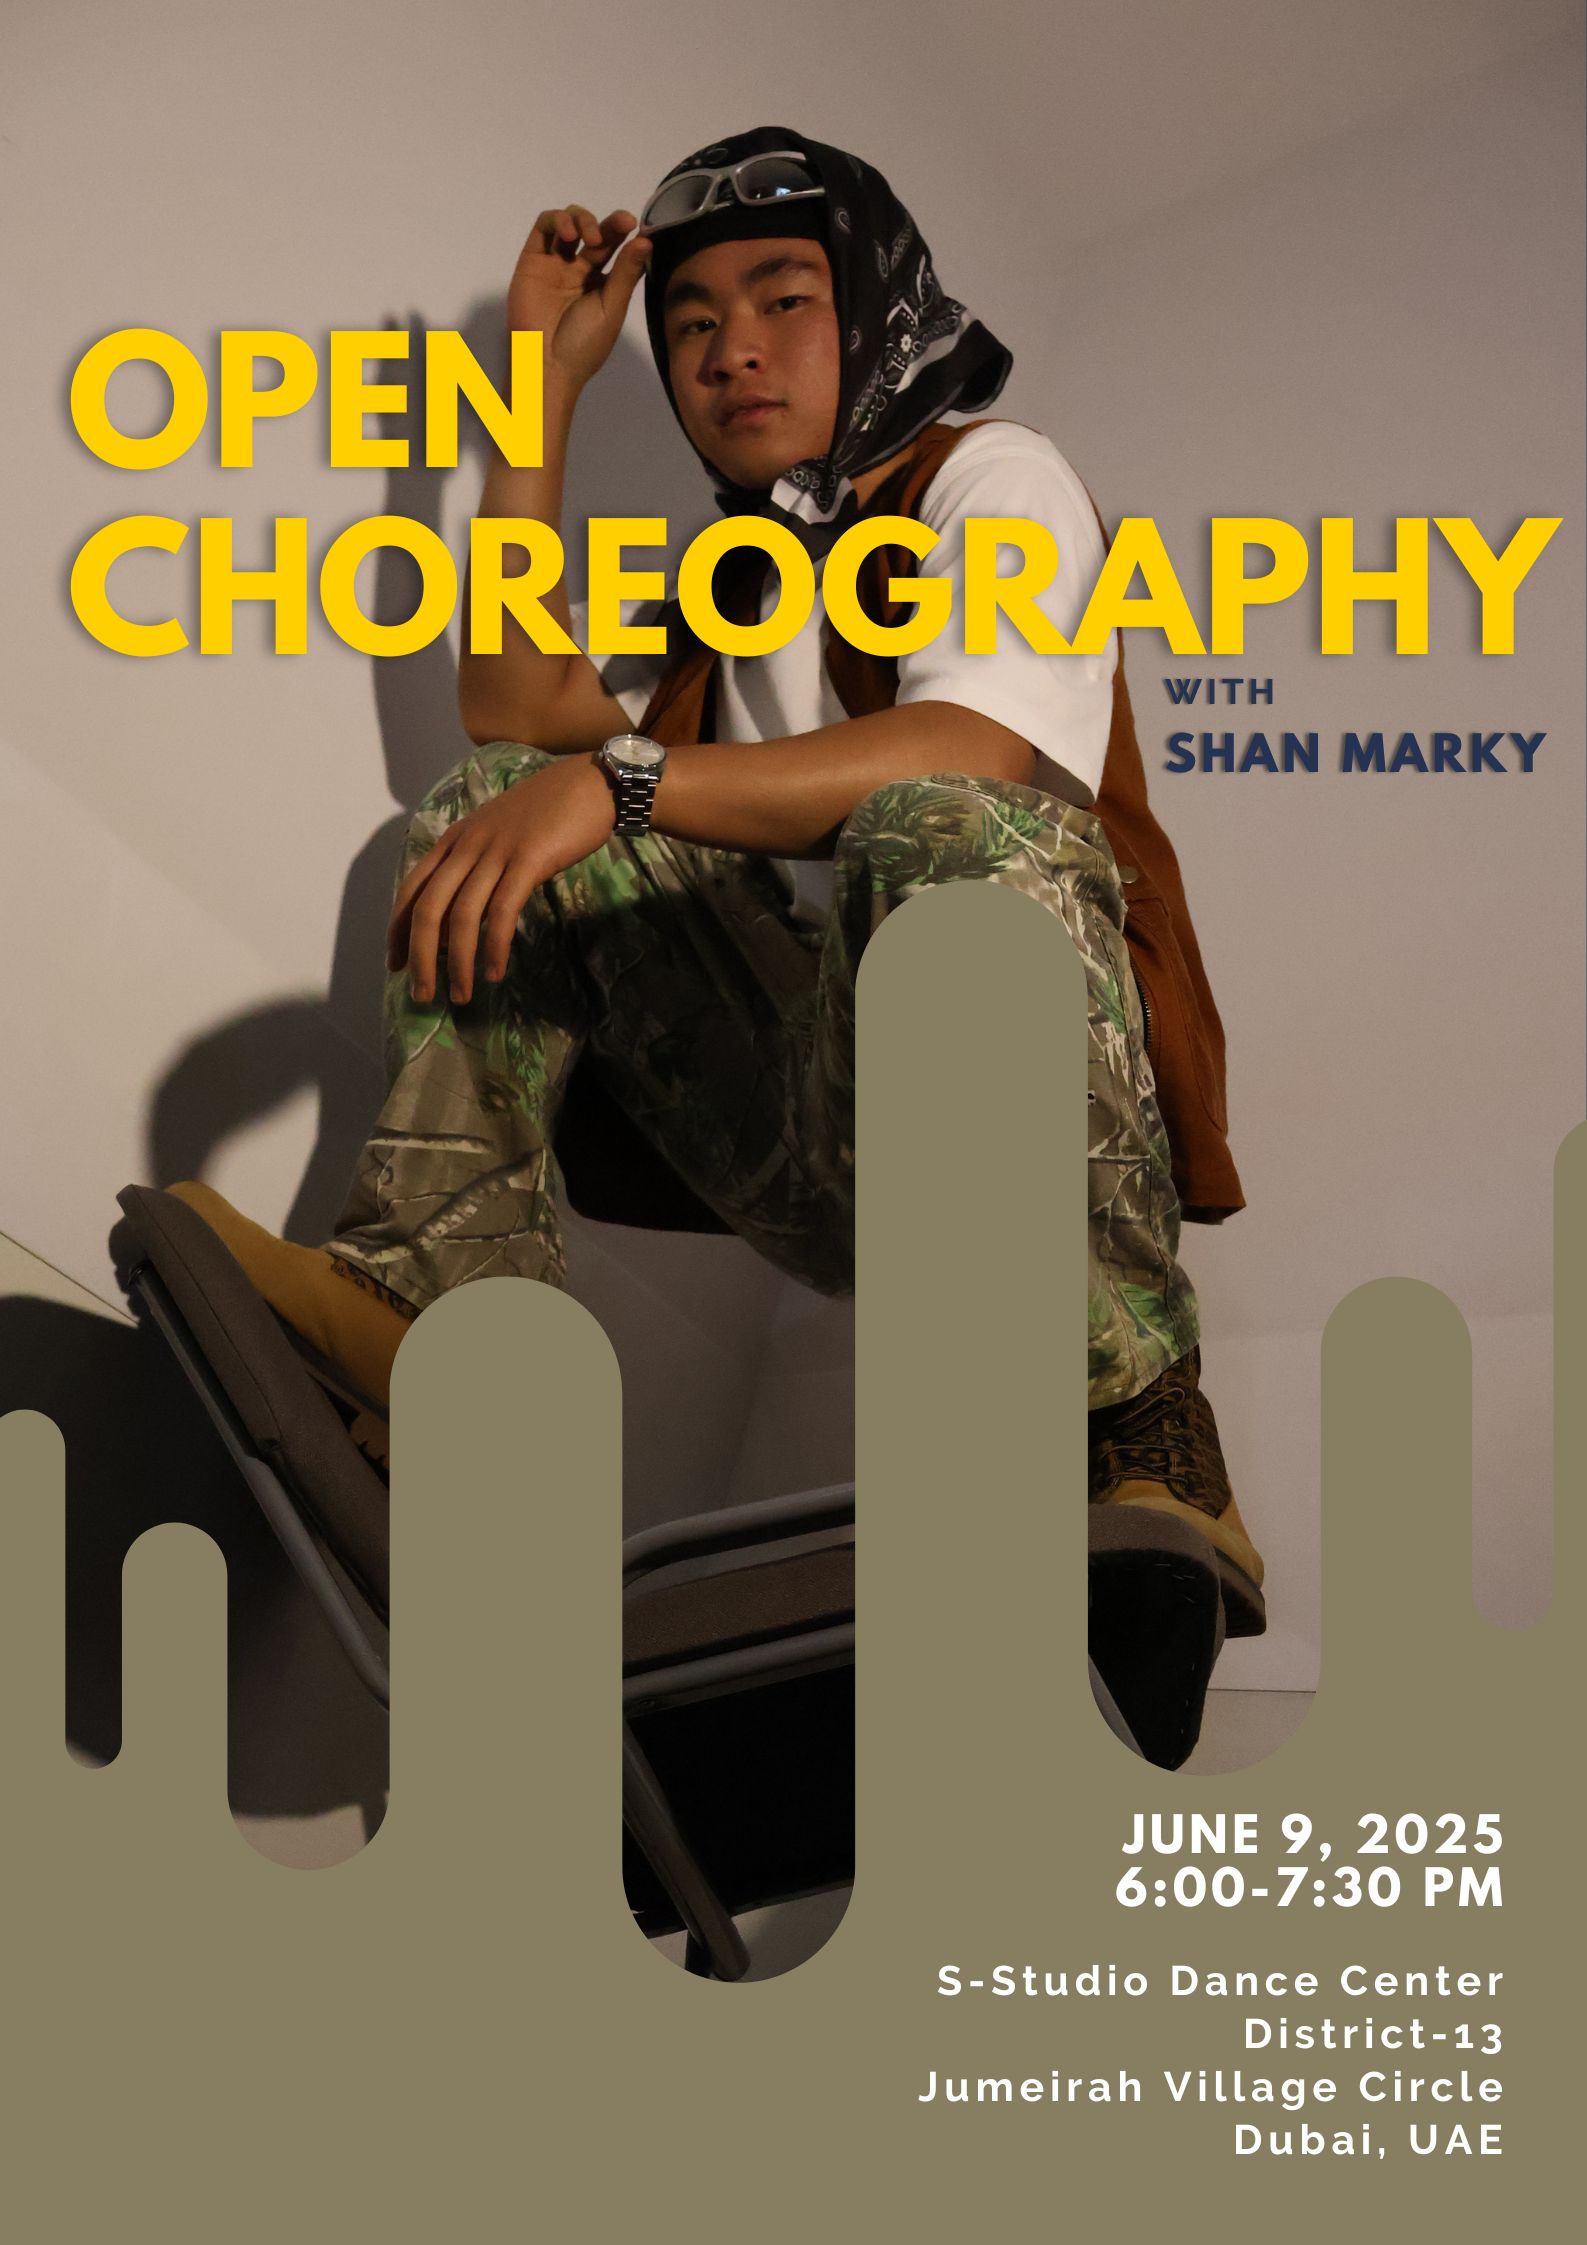 OPEN
CHOREOGRAPHY
WITH
SHAN MARKY
JUNE 9, 2025
6:00-7:30 PM
S-Studio Dance Center
District-13
Jumeirah Village Circle
Dubai, UAE